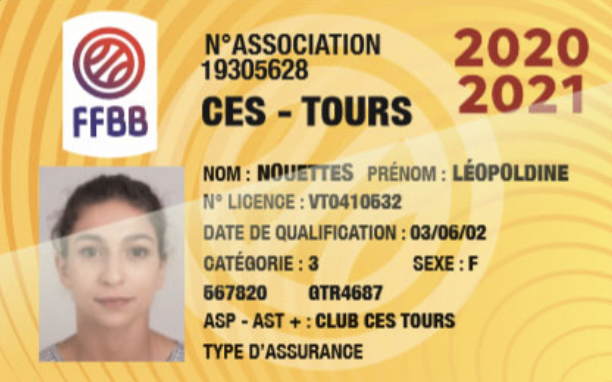 FFBB
N°ASSOCIATION
19305628
CES - TOURS
2020
2021
NOM : NOUETTES PRÉNOM : LÉOPOLDINE
N° LICENCE : VT0410632
DATE DE QUALIFICATION : 03/06/02
CATÉGORIE : 3 SEXE : F
567820 GTR4687
ASP - AST + : CLUB CES TOURS
TYPE D'ASSURANCE